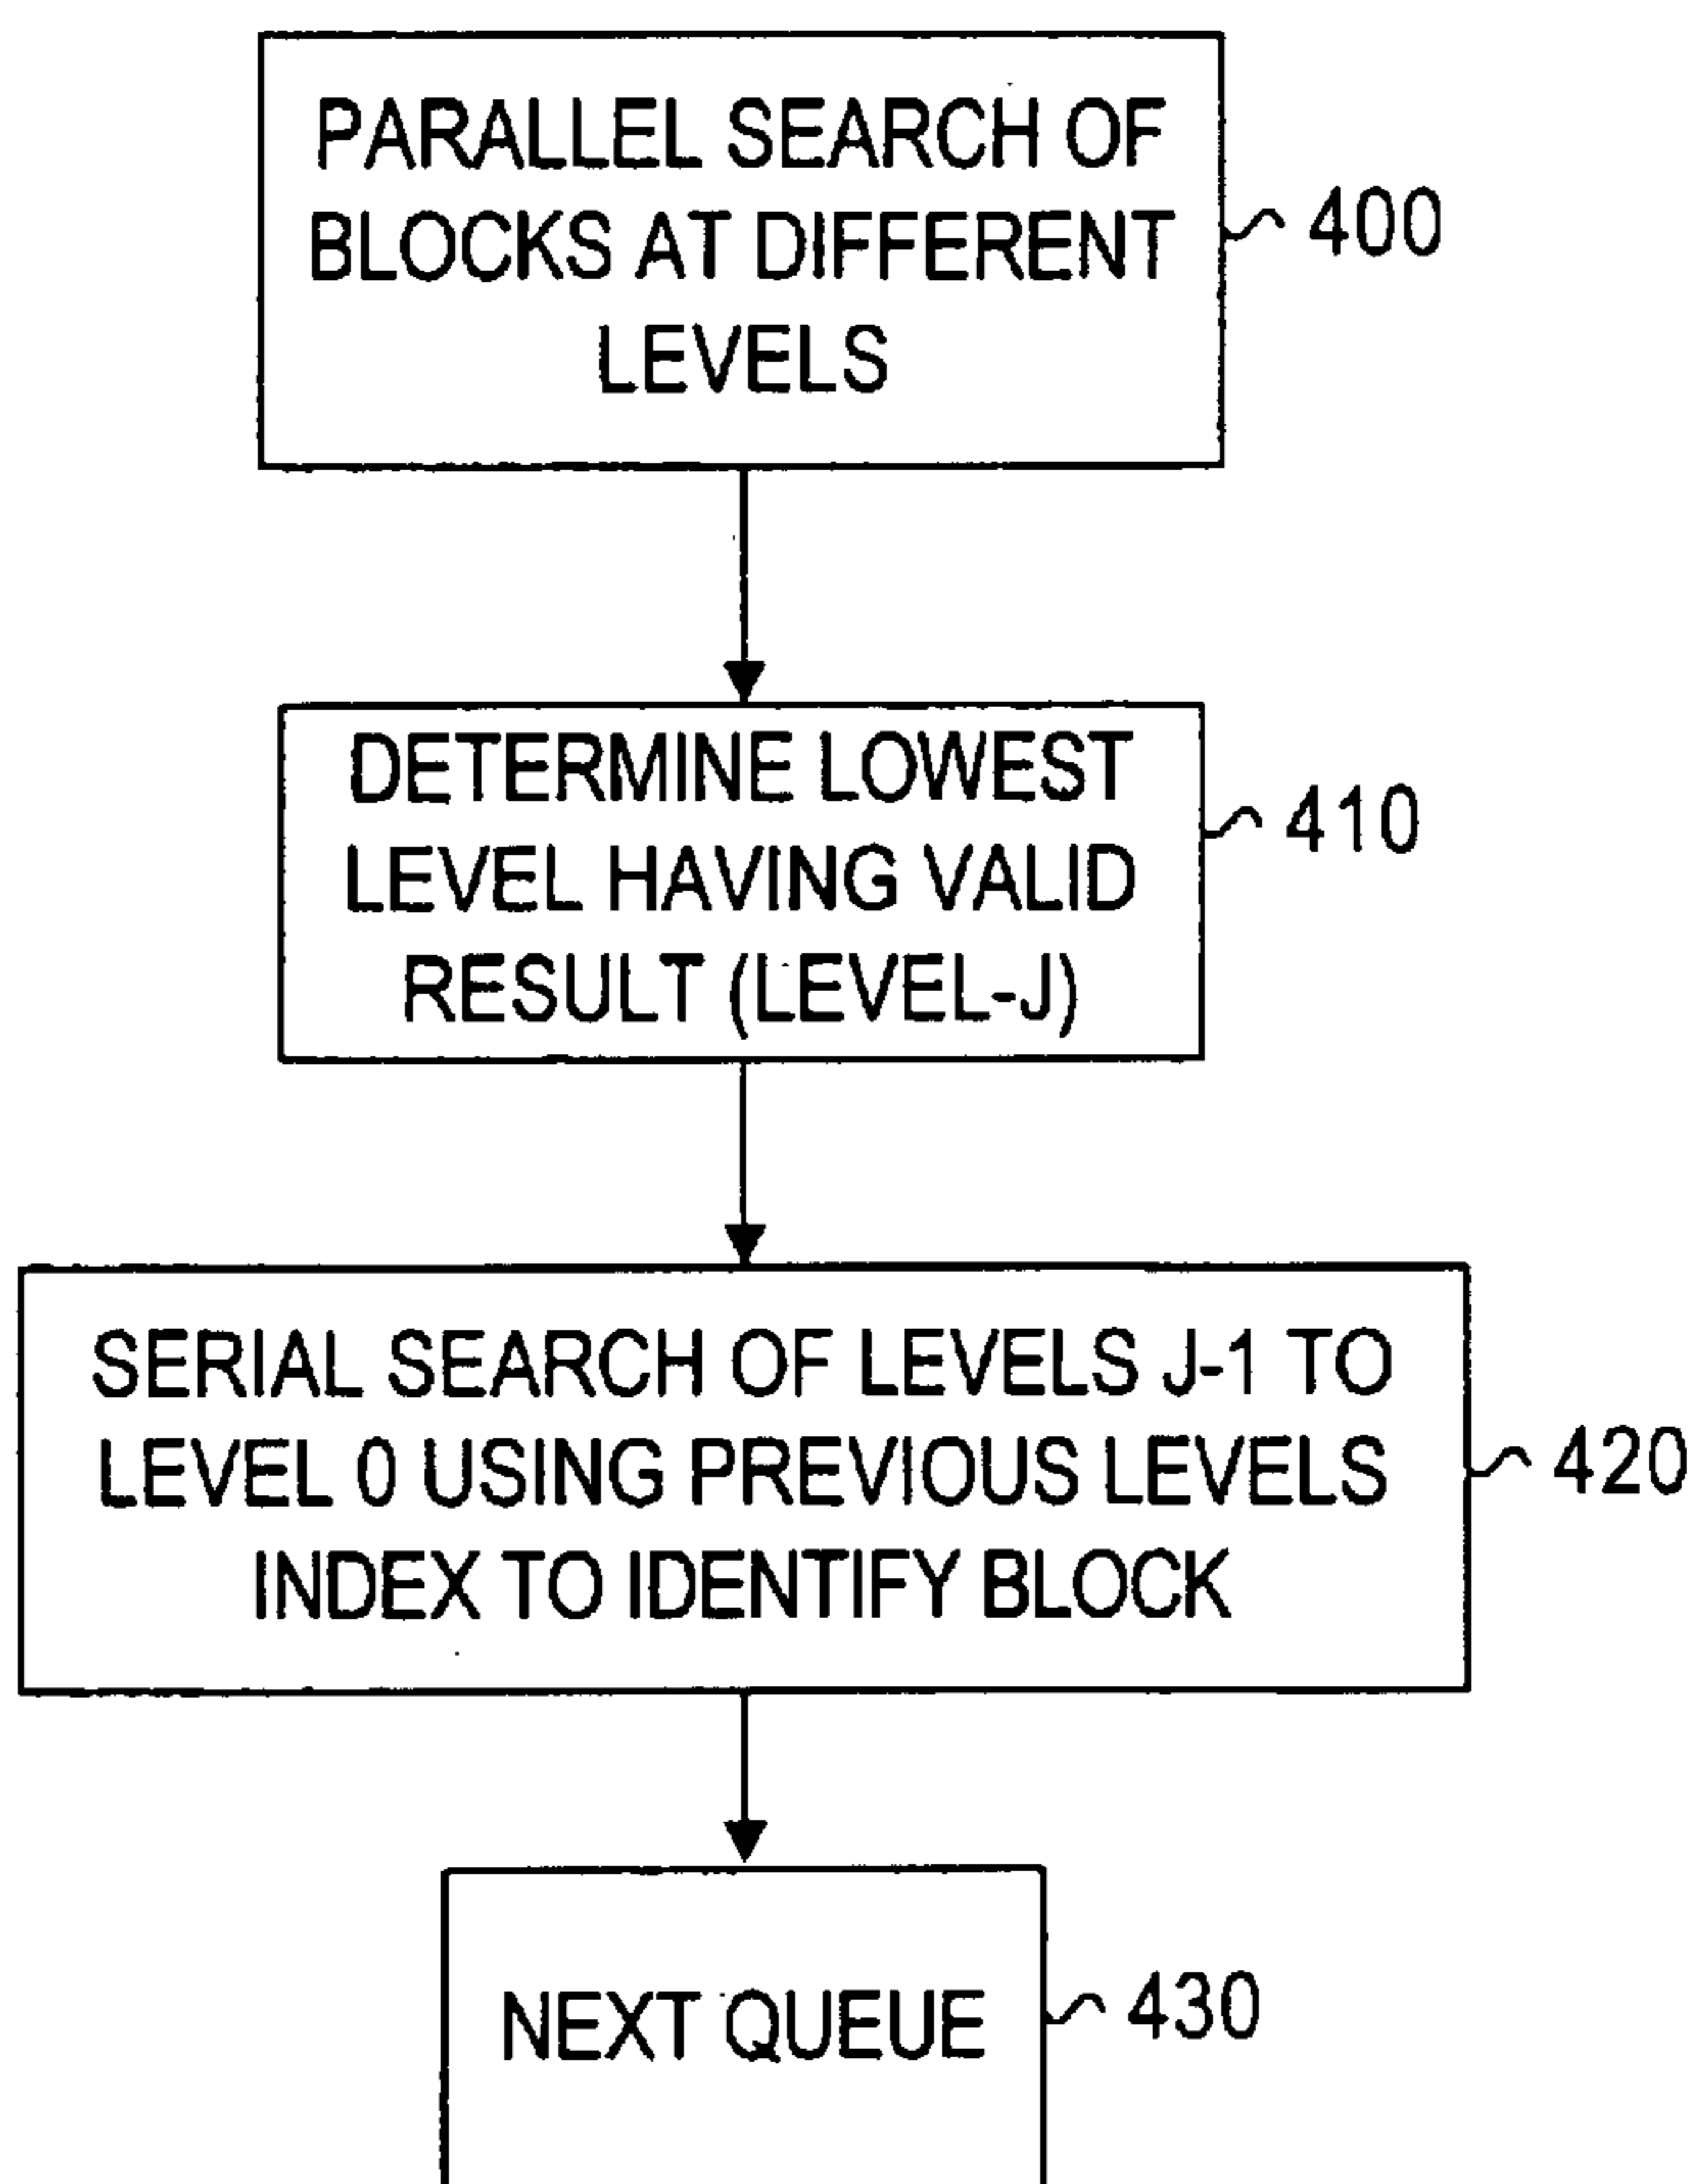 PARALLEL SEARCH OF
BLOCKS AT DIFFERENT
LEVELS
400
DETERMINE LOWEST
LEVEL HAVING VALID
RESULT (LEVEL-J)
410
SERIAL SEARCH OF LEVELS J-1 TO
LEVEL 0 USING PREVIOUS LEVELS
INDEX TO IDENTIFY BLOCK
420
NEXT QUEUE
430